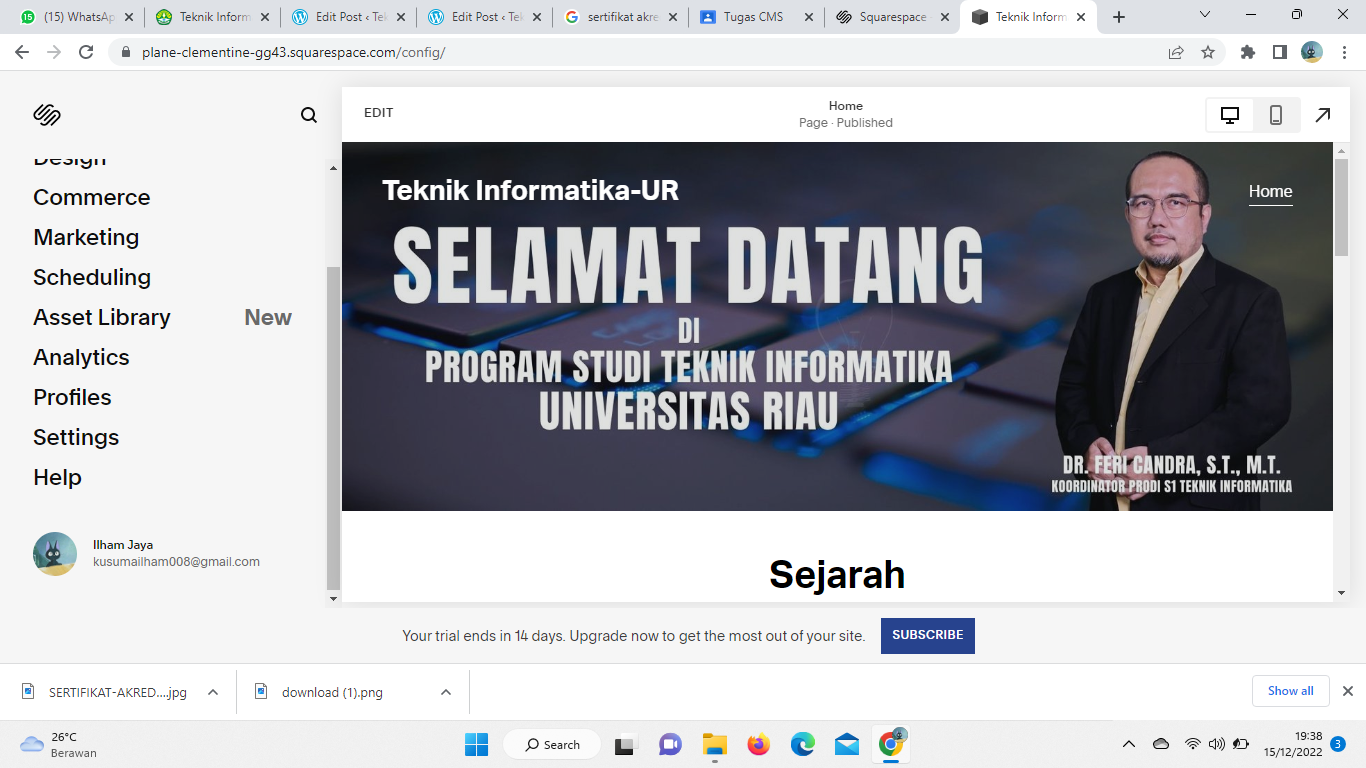 (15) WhatsAp
Teknik Inform
Edit Post ‹ Tek
Edit Post ‹ Tek
sertifikat akre
Tugas CMS
Squarespace
Teknik Inform
plane-clementine-gg43.squarespace.com/config/
Design
Commerce
Marketing
Scheduling
Asset Library New
Analytics
Profiles
Settings
Help
Ilham Jaya
kusumailham008@gmail.com
EDIT
Home
Page · Published
Teknik Informatika-UR
Home
SELAMAT DATANG
DI
PROGRAM STUDI TEKNIK INFORMATIKA
UNIVERSITAS RIAU
DR. FERI CANDRA, S.T., M.T.
KOORDINATOR PRODI S1 TEKNIK INFORMATIKA
Sejarah
Your trial ends in 14 days. Upgrade now to get the most out of your site. SUBSCRIBE
SERTIFIKAT-AKRED....jpg
download (1).png
Show all
26°C
Berawan
Search
19:38
15/12/2022
3